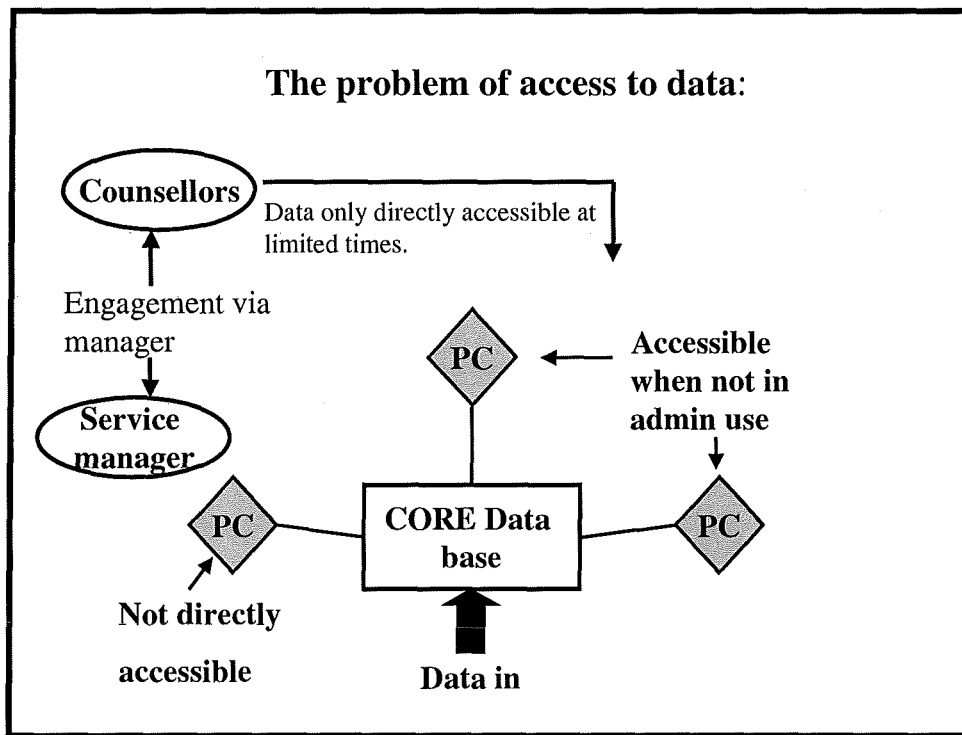 The problem of access to data:
Counsellors
Data only directly accessible at
limited times.
Engagement via
manager
Service
manager
PC
Accessible
when not in
admin use
PC
CORE Data
base
PC
Not directly
accessible
Data in